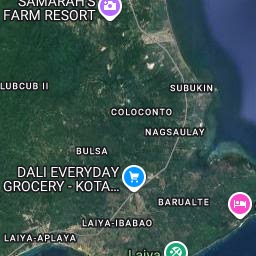 SAMARAH'S
FARM RESORT
SUBUKIN
LUBCUB II
COLOCONTO
NAGSAULAY
BULSA
DALI EVERYDAY
GROCERY - KOTA...
BARUALTE
LAIYA-IBABAO
LAIYA-APLAYA
Laiya